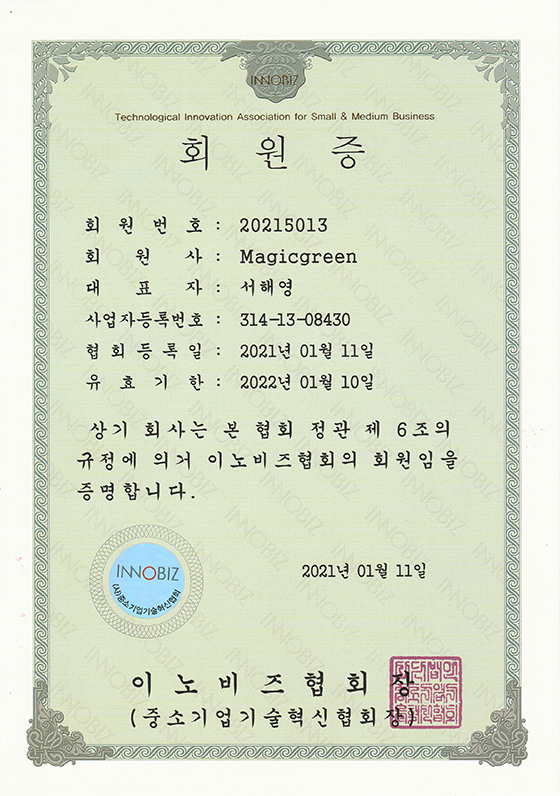 INNOBIZ
Technological Innovation Association for Small & Medium Business
회 원 증
회 원 번 호 : 20215013
회 원 사 : Magicgreen
대 표 자 : 서해영
사업자등록번호 : 314-13-08430
협 회 등 록 일 : 2021년 01월 11일
유 효 기 한 : 2022년 01월 10일
상기 회사는 본 협회 정관 제 6조의
규정에 의거 이노비즈협회의 회원임을
증명합니다.
2021년 01월 11일
INNOBIZ
(사)중소기업기술혁신협회
이 노 비 즈 협 회 장
(중소기업기술혁신협회장)